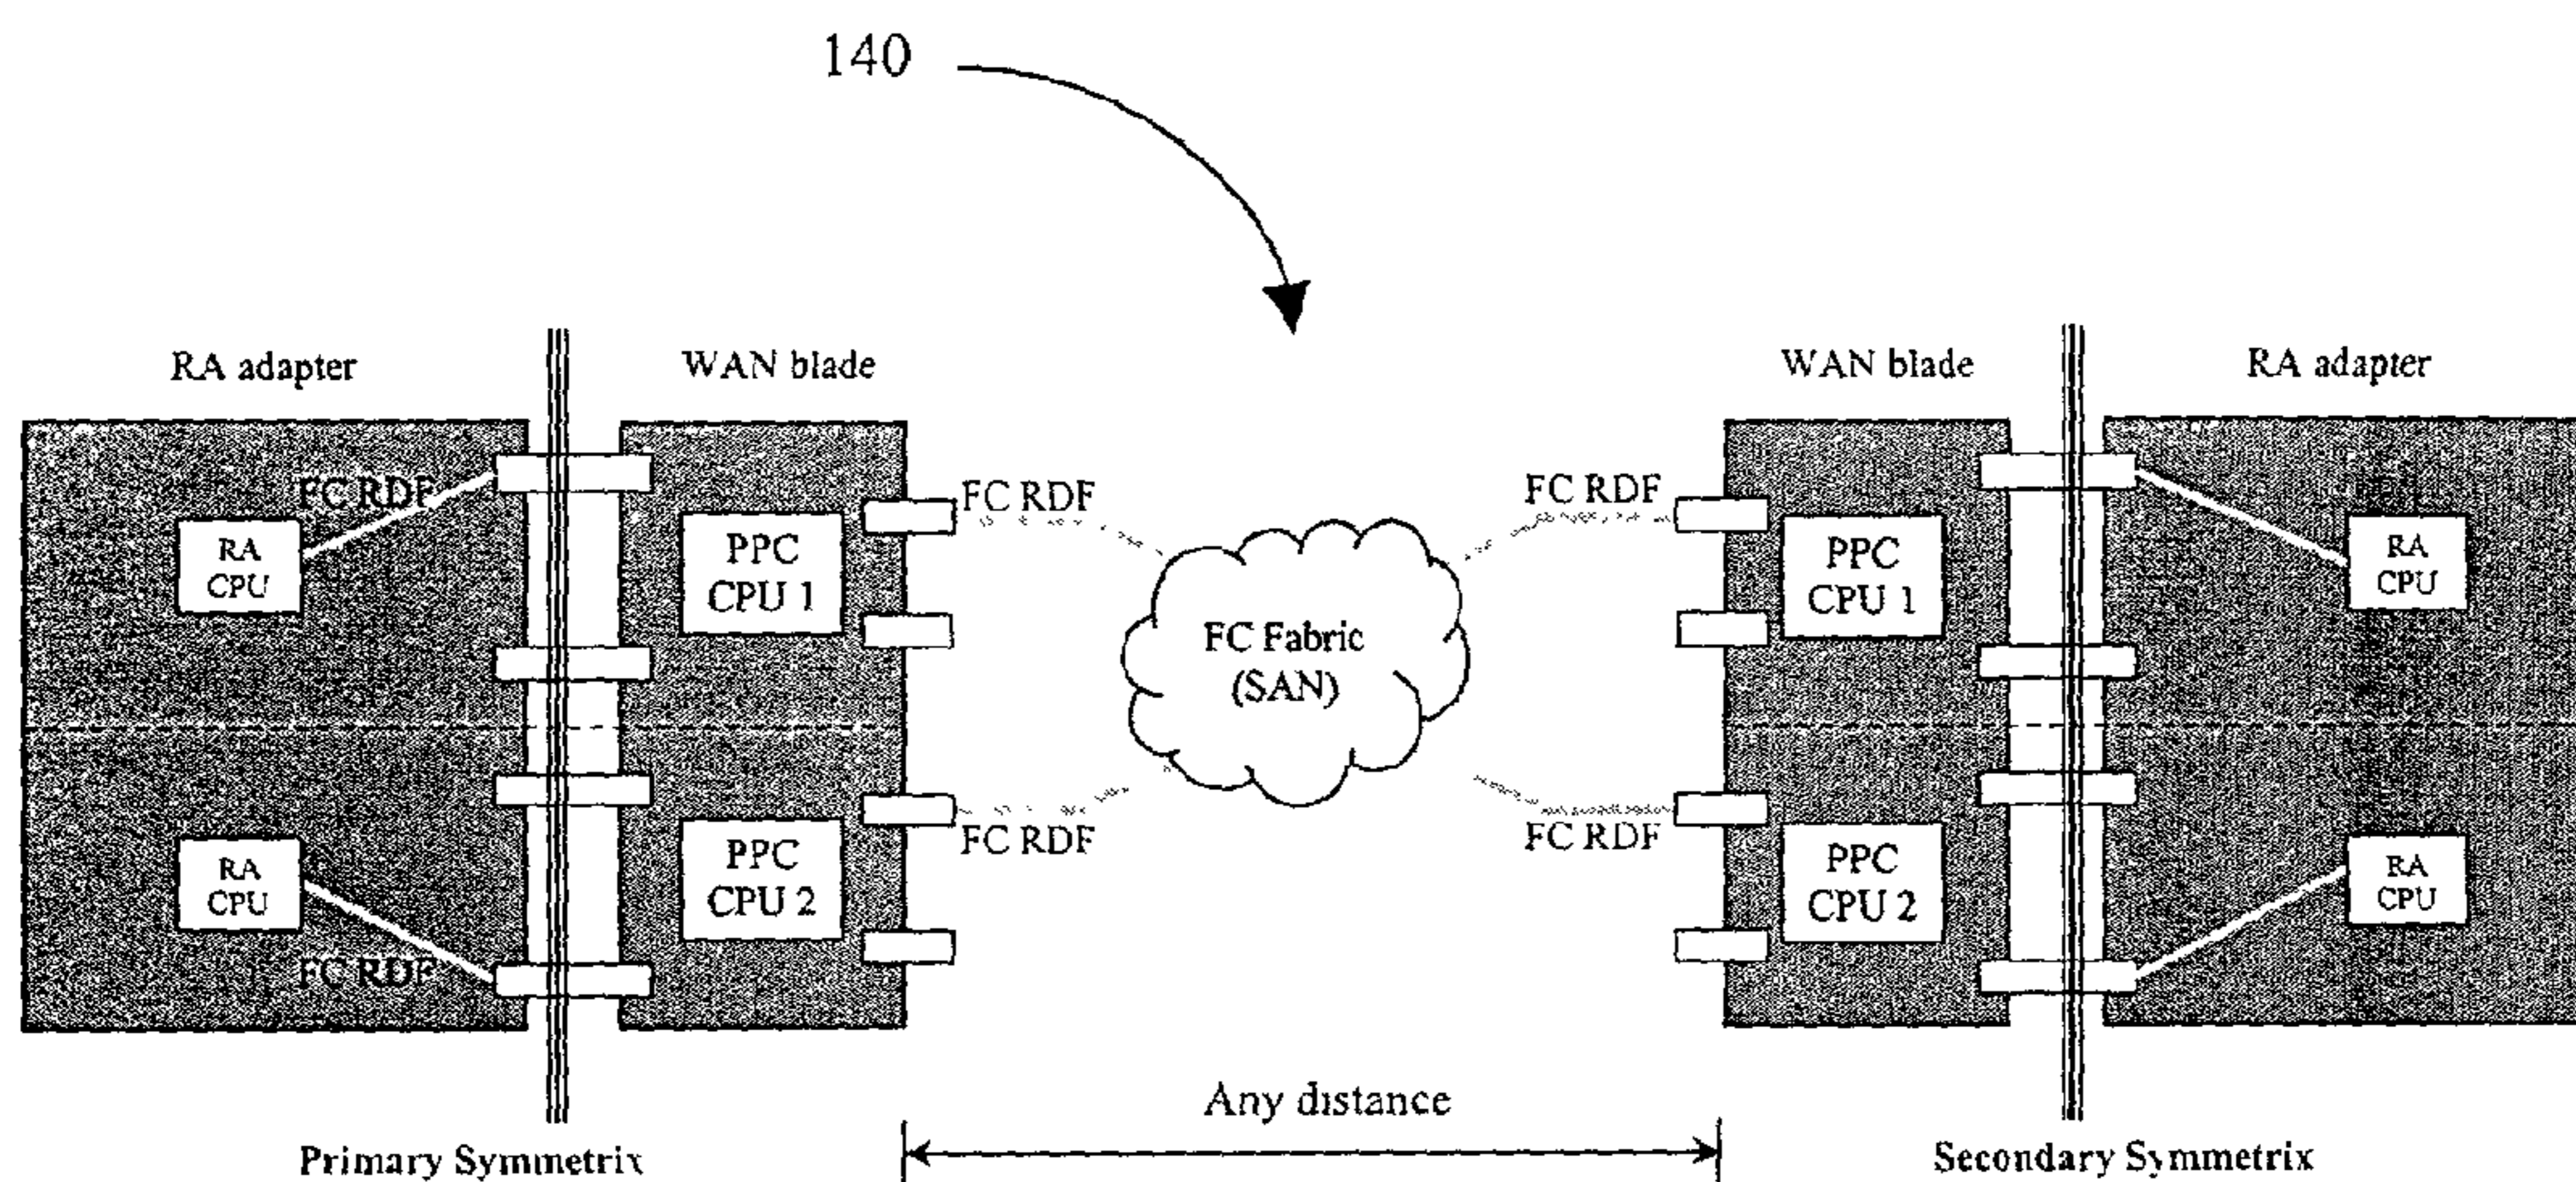 140
RA adapter
WAN blade
WAN blade
RA adapter
FC RDF
FC RDF
FC RDF
RA
CPU
PPC
CPU 1
FC Fabric
(SAN)
PPC
CPU 1
RA
CPU
RA
CPU
PPC
CPU 2
FC RDF
FC RDF
PPC
CPU 2
RA
CPU
FC RDF
Any distance
Primary Symmetrix
Secondary Symmetrix